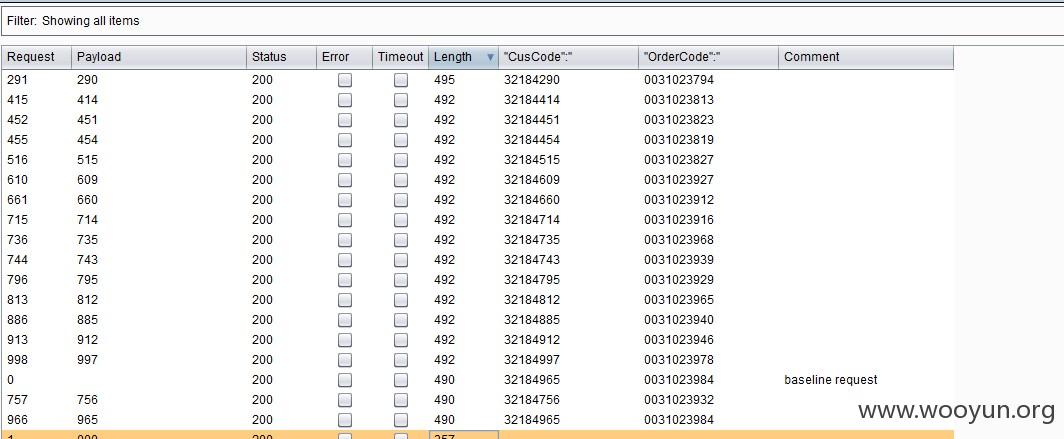 Filter: Showing all items
Request Payload Status Error Timeout Length "CusCode":" "OrderCode":" Comment
291 290 200 495 32184290 0031023794
415 414 200 492 32184414 0031023813
452 451 200 492 32184451 0031023823
455 454 200 492 32184454 0031023819
516 515 200 492 32184515 0031023827
610 609 200 492 32184609 0031023927
661 660 200 492 32184660 0031023912
715 714 200 492 32184714 0031023916
736 735 200 492 32184735 0031023968
744 743 200 492 32184743 0031023939
796 795 200 492 32184795 0031023929
813 812 200 492 32184812 0031023965
886 885 200 492 32184885 0031023940
913 912 200 492 32184912 0031023946
998 997 200 492 32184997 0031023978
0 200 490 32184965 0031023984 baseline request
757 756 200 490 32184756 0031023932
966 965 200 490 32184965 0031023984
www.wooyun.org